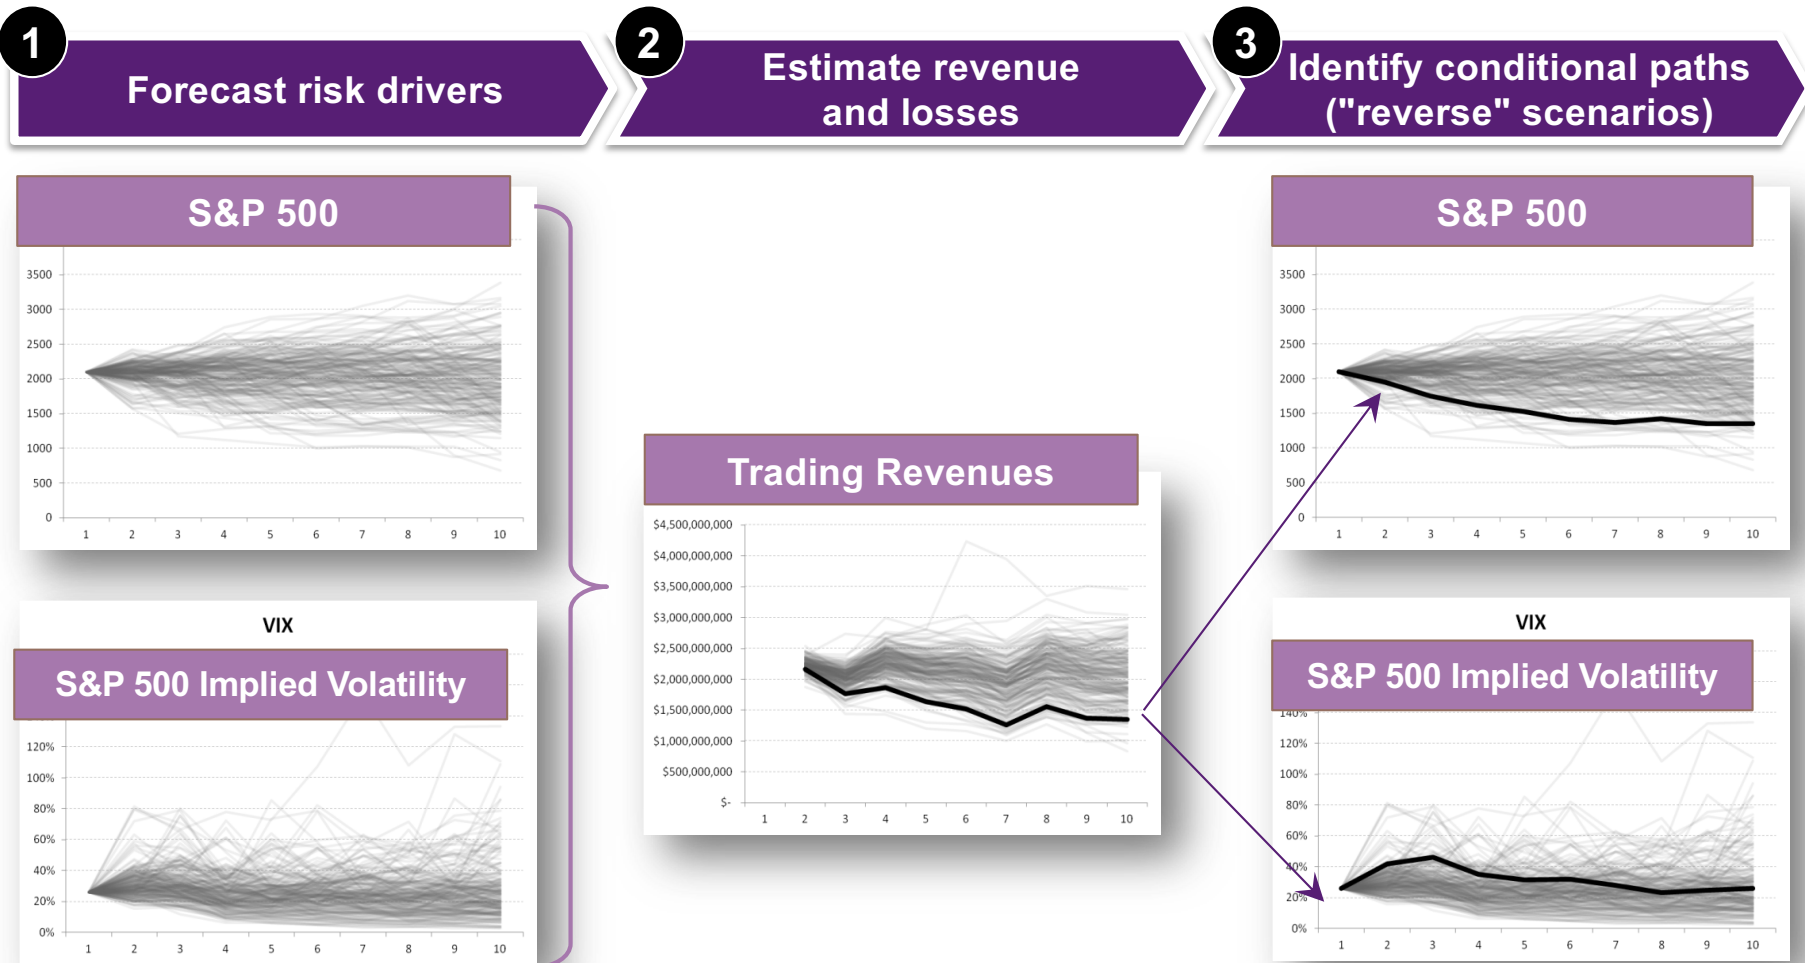 1
Forecast risk drivers
2
Estimate revenue
and losses
3
Identify conditional paths
("reverse" scenarios)
S&P 500
3500
3000
2500
2000
1500
1000
500
0
1 2 3 4 5 6 7 8 9 10
VIX
S&P 500 Implied Volatility
120%
100%
80%
60%
40%
20%
0%
1 2 3 4 5 6 7 8 9 10
Trading Revenues
$4,500,000,000
$4,000,000,000
$3,500,000,000
$3,000,000,000
$2,500,000,000
$2,000,000,000
$1,500,000,000
$1,000,000,000
$500,000,000
$-
1 2 3 4 5 6 7 8 9 10
S&P 500
3500
3000
2500
2000
1500
1000
500
0
1 2 3 4 5 6 7 8 9 10
VIX
S&P 500 Implied Volatility
140%
120%
100%
80%
60%
40%
20%
0%
1 2 3 4 5 6 7 8 9 10